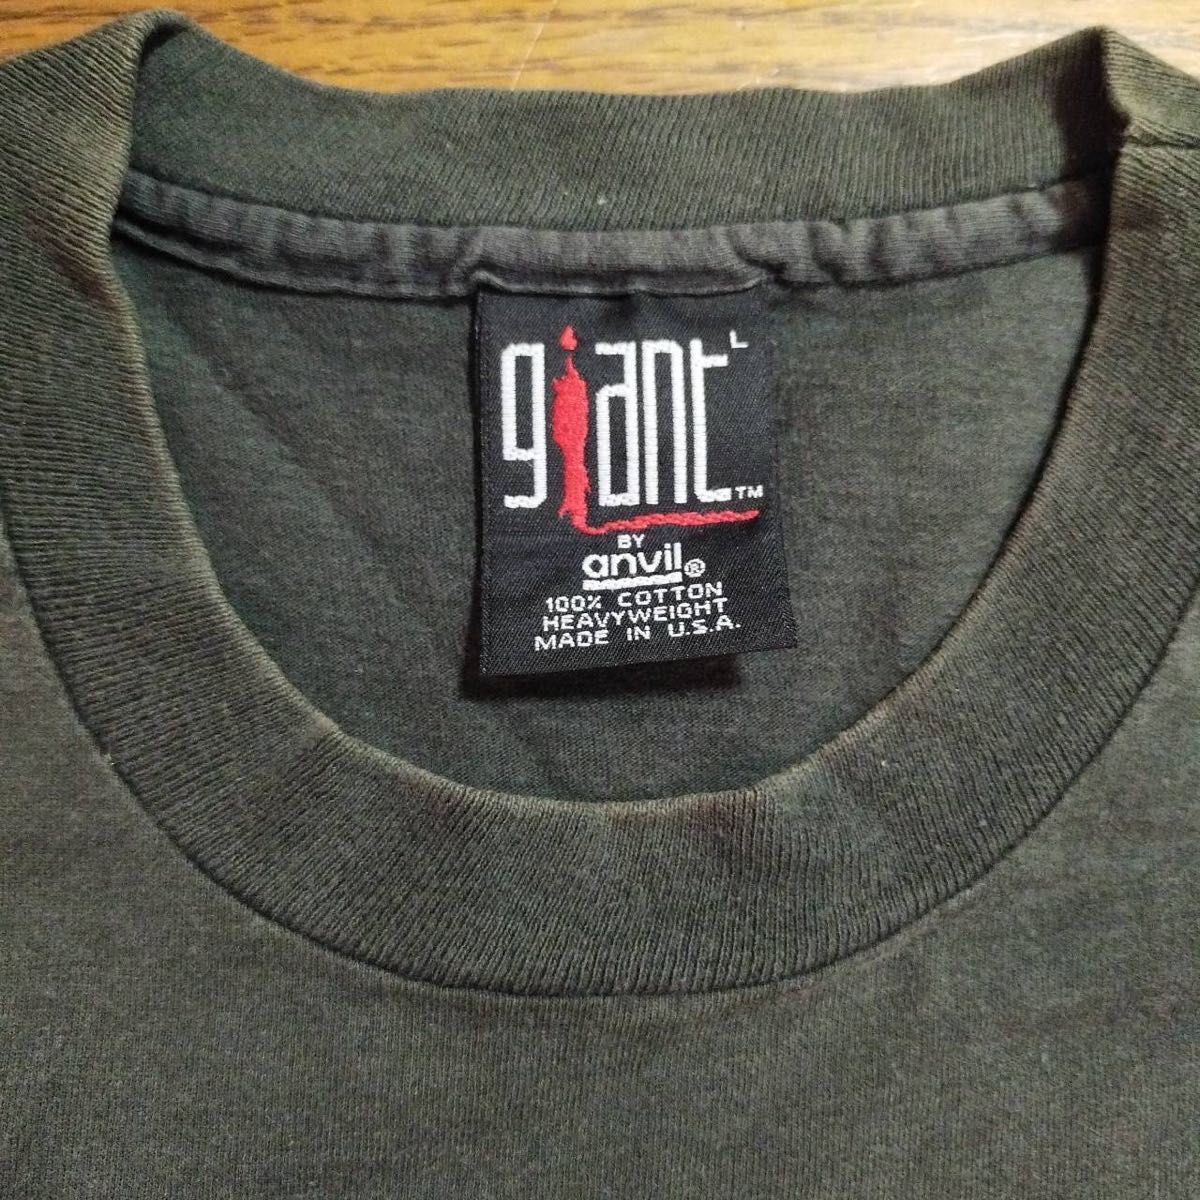 giant L
TM
BY
anvil®
100% COTTON
HEAVYWEIGHT
MADE IN U.S.A.